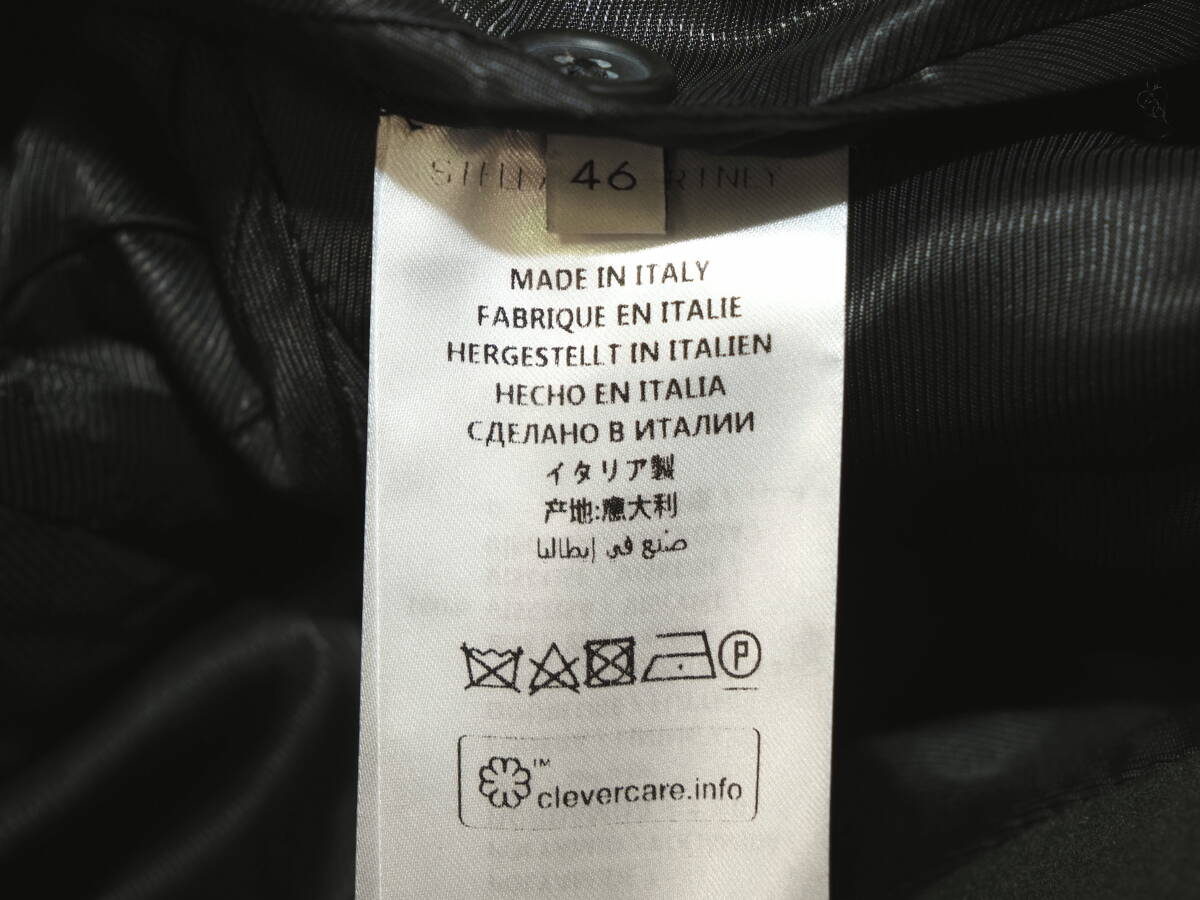 46
MADE IN ITALY
FABRIQUE EN ITALIE
HERGESTELLT IN ITALIEN
HECHO EN ITALIA
СДЕЛАНО В ИТАЛИИ
イタリア製
产地:意大利
صنع في إيطاليا
P
™
clevercare.info